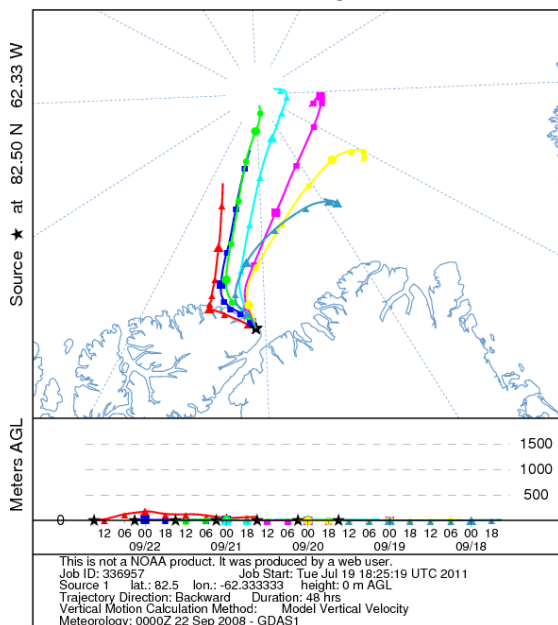 Source ★ at 82.50 N 62.33 W
Meters AGL
1500
1000
500
0
12 06 00 18 12 06 00 18 12 06 00 18 12 06 00 18 12 06 00 18
09/22 09/21 09/20 09/19 09/18
This is not a NOAA product. It was produced by a web user.
Job ID: 336957 Job Start: Tue Jul 19 18:25:19 UTC 2011
Source 1 lat.: 82.5 lon.: -62.333333 height: 0 m AGL
Trajectory Direction: Backward Duration: 48 hrs
Vertical Motion Calculation Method: Model Vertical Velocity
Meteorology: 0000Z 22 Sep 2008 - GDAS1